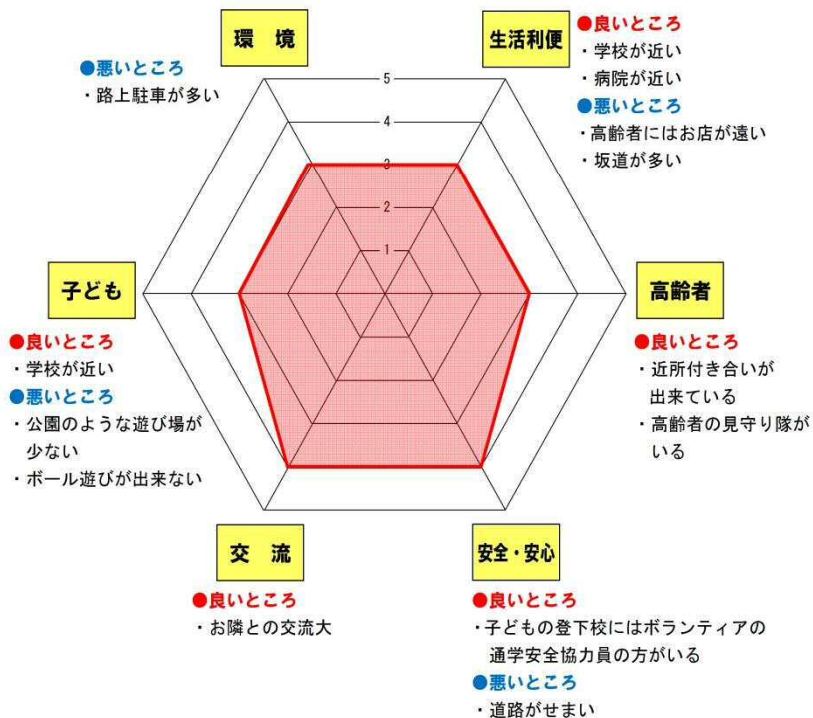 環　境
●悪いところ
・路上駐車が多い
生活利便
●良いところ
・学校が近い
・病院が近い
●悪いところ
・高齢者にはお店が遠い
・坂道が多い
5
4
3
2
1
子ども
●良いところ
・学校が近い
●悪いところ
・公園のような遊び場が
少ない
・ボール遊びが出来ない
高齢者
●良いところ
・近所付き合いが
出来ている
・高齢者の見守り隊が
いる
交　流
●良いところ
・お隣との交流大
安全・安心
●良いところ
・子どもの登下校にはボランティアの
通学安全協力員の方がいる
●悪いところ
・道路がせまい